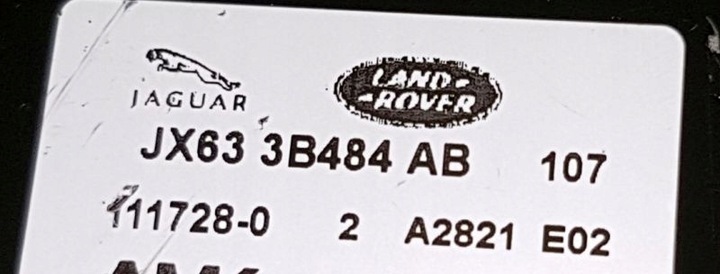 JAGUAR
LAND-
-ROVER
JX63 3B484 AB 107
111728-0 2 A2821 E02